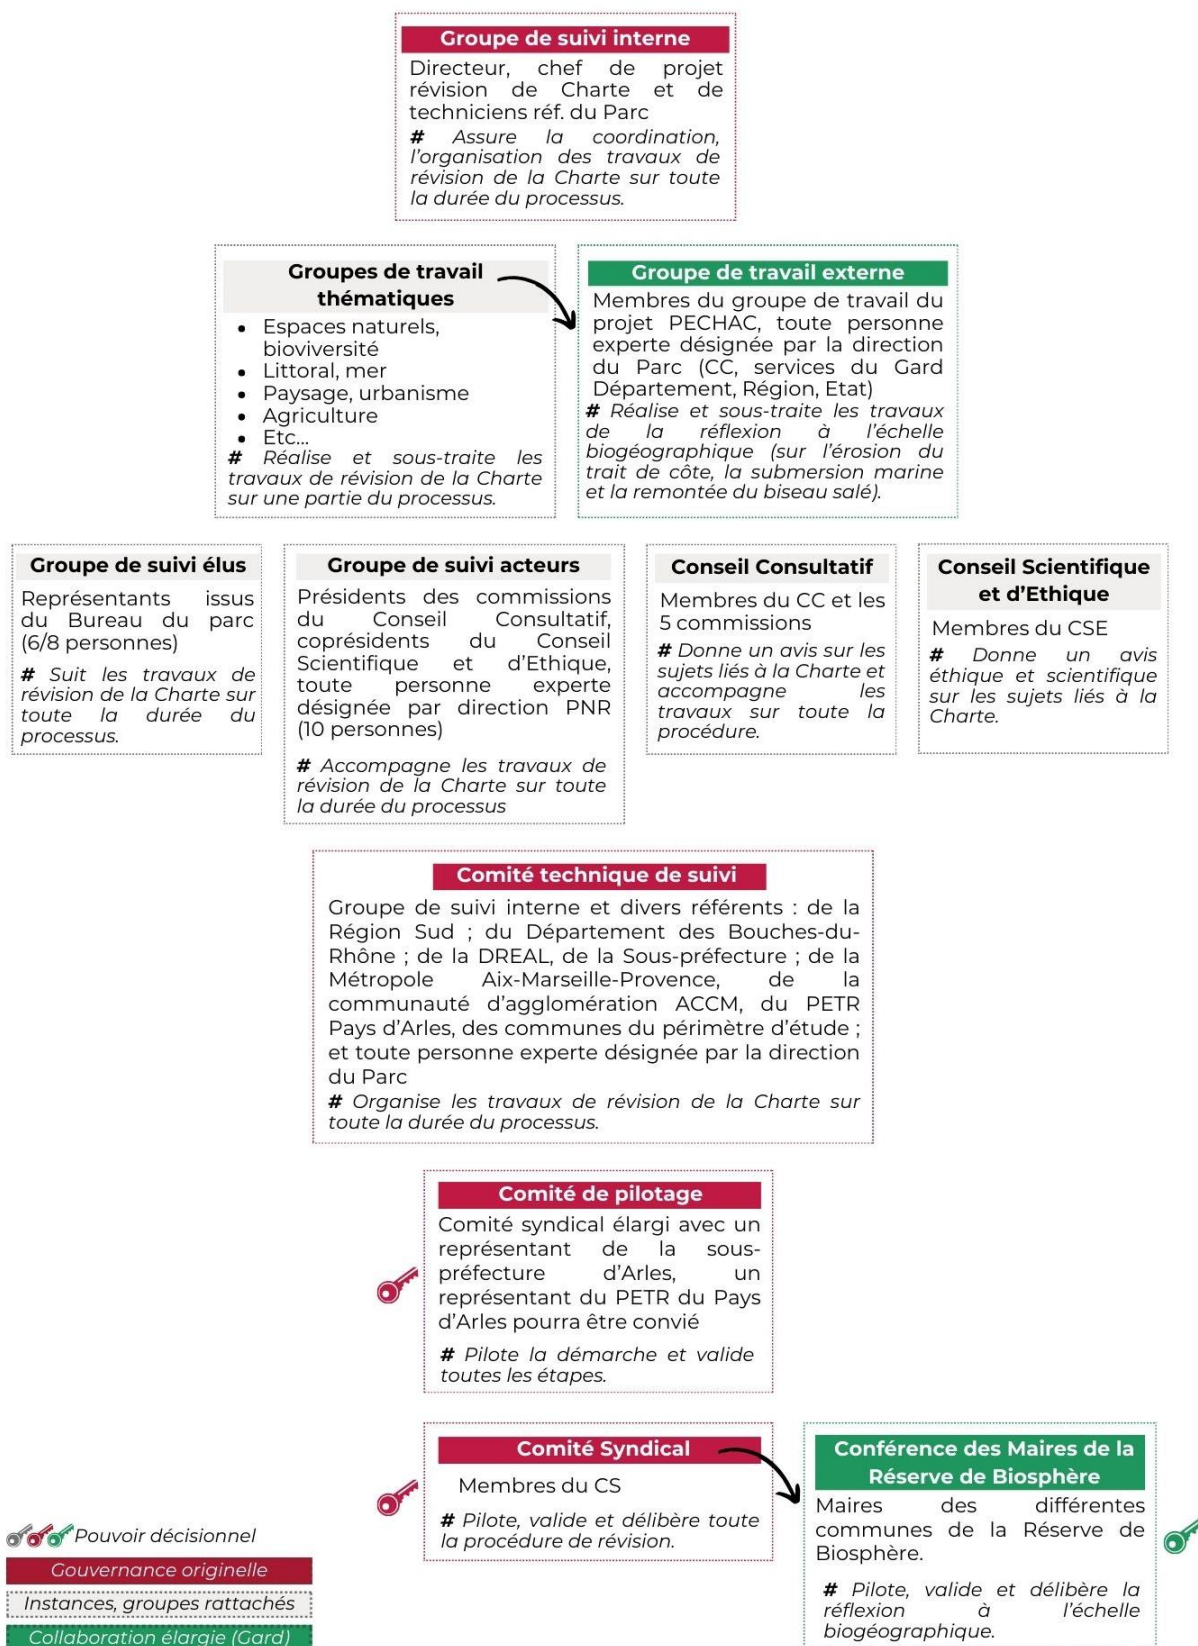 Groupe de suivi interne
Directeur, chef de projet
révision de Charte et de
techniciens réf. du Parc
# Assure la coordination,
l'organisation des travaux de
révision de la Charte sur toute
la durée du processus.
Groupes de travail
thématiques
• Espaces naturels,
bioviversité
• Littoral, mer
• Paysage, urbanisme
• Agriculture
• Etc...
# Réalise et sous-traite les
travaux de révision de la Charte
sur une partie du processus.
Groupe de travail externe
Membres du groupe de travail du
projet PECHAC, toute personne
experte désignée par la direction
du Parc (CC, services du Gard
Département, Région, Etat)
# Réalise et sous-traite les travaux
de la réflexion à l'échelle
biogéographique (sur l'érosion du
trait de côte, la submersion marine
et la remontée du biseau salé).
Groupe de suivi élus
Représentants issus
du Bureau du parc
(6/8 personnes)
# Suit les travaux de
révision de la Charte sur
toute la durée du
processus.
Groupe de suivi acteurs
Présidents des commissions
du Conseil Consultatif,
coprésidents du Conseil
Scientifique et d'Ethique,
toute personne experte
désignée par direction PNR
(10 personnes)
# Accompagne les travaux de
révision de la Charte sur toute
la durée du processus
Conseil Consultatif
Membres du CC et les
5 commissions
# Donne un avis sur les
sujets liés à la Charte et
accompagne les
travaux sur toute la
procédure.
Conseil Scientifique
et d'Ethique
Membres du CSE
# Donne un avis
éthique et scientifique
sur les sujets liés à la
Charte.
Comité technique de suivi
Groupe de suivi interne et divers référents : de la
Région Sud ; du Département des Bouches-du-
Rhône ; de la DREAL, de la Sous-préfecture ; de la
Métropole Aix-Marseille-Provence, de la
communauté d'agglomération ACCM, du PETR
Pays d'Arles, des communes du périmètre d'étude ;
et toute personne experte désignée par la direction
du Parc
# Organise les travaux de révision de la Charte sur
toute la durée du processus.
Comité de pilotage
Comité syndical élargi avec un
représentant de la sous-
préfecture d'Arles, un
représentant du PETR du Pays
d'Arles pourra être convié
# Pilote la démarche et valide
toutes les étapes.
Comité Syndical
Membres du CS
# Pilote, valide et délibère toute
la procédure de révision.
Conférence des Maires de la
Réserve de Biosphère
Maires des différentes
communes de la Réserve de
Biosphère.
# Pilote, valide et délibère la
réflexion à l'échelle
biogéographique.
Pouvoir décisionnel
Gouvernance originelle
Instances, groupes rattachés
Collaboration élargie (Gard)